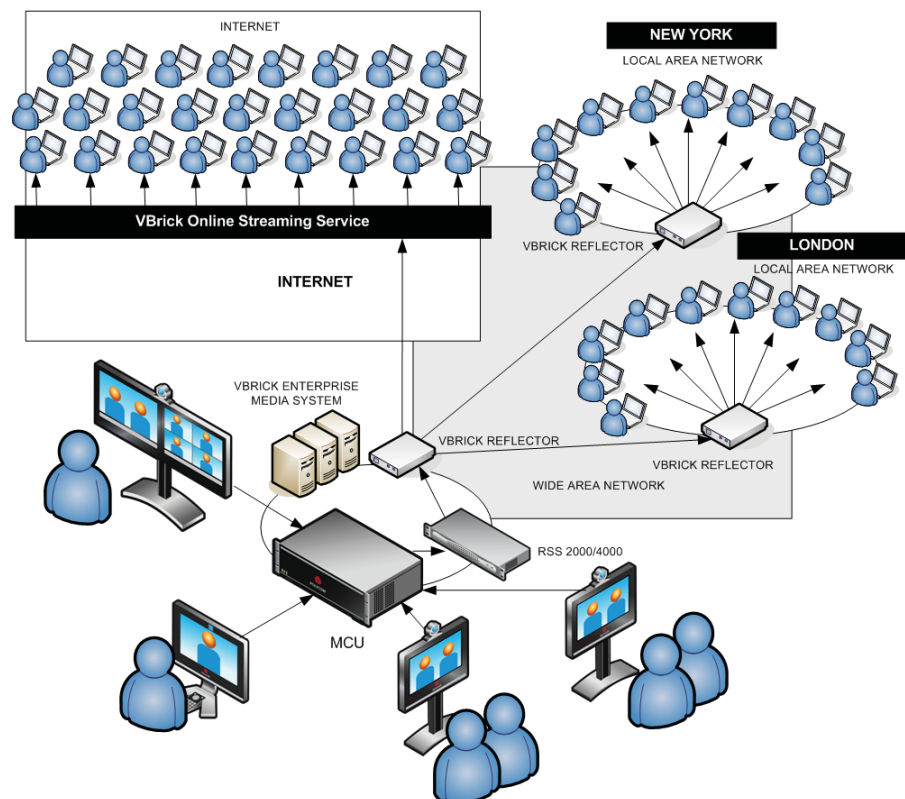 INTERNET
NEW YORK
LOCAL AREA NETWORK
VBrick Online Streaming Service
VBRICK REFLECTOR
LONDON
LOCAL AREA NETWORK
INTERNET
VBRICK ENTERPRISE
MEDIA SYSTEM
VBRICK REFLECTOR
VBRICK REFLECTOR
WIDE AREA NETWORK
RSS 2000/4000
MCU